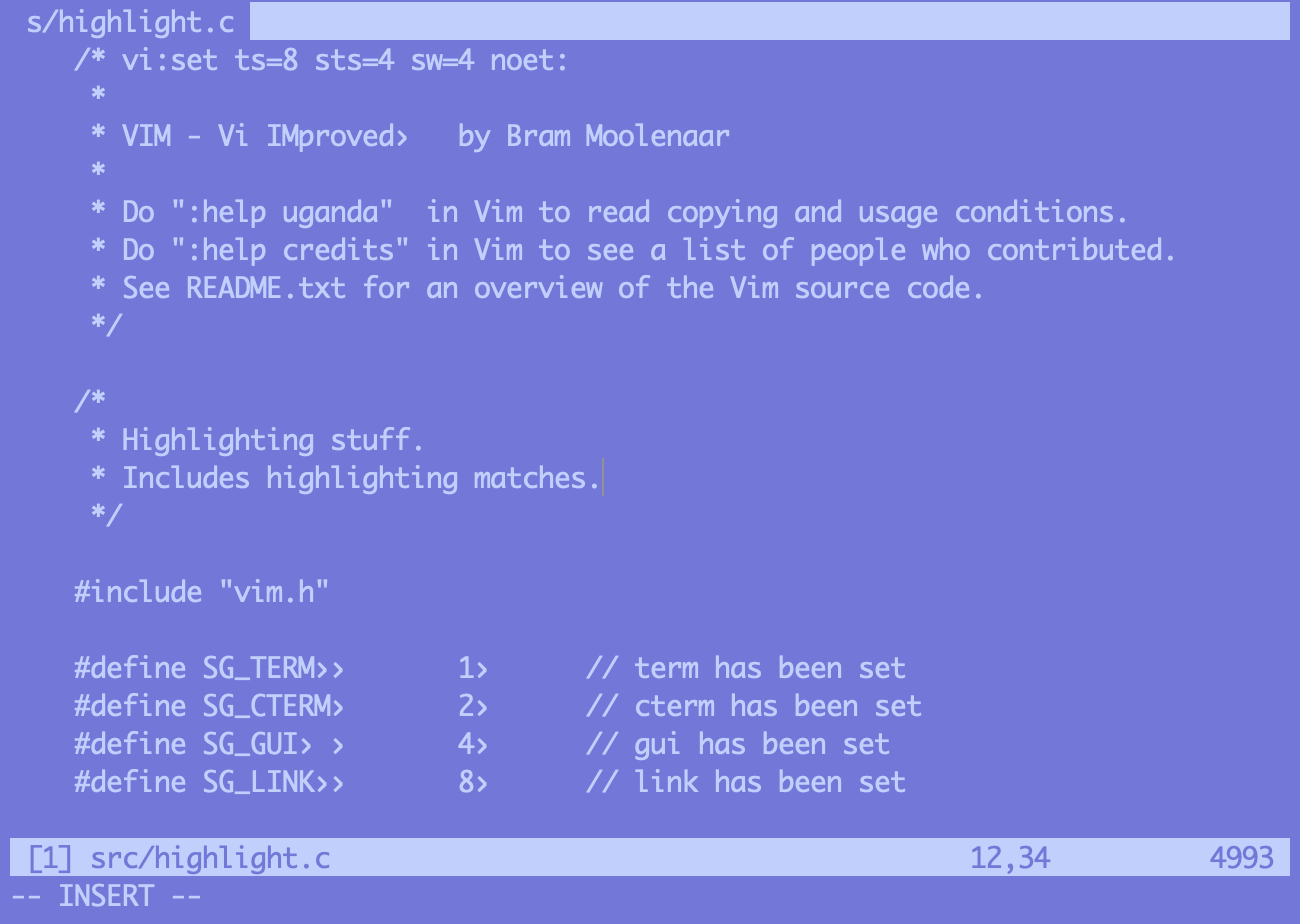 s/highlight.c
/* vi:set ts=8 sts=4 sw=4 noet:
 *
 * VIM - Vi IMproved›   by Bram Moolenaar
 *
 * Do ":help uganda"  in Vim to read copying and usage conditions.
 * Do ":help credits" in Vim to see a list of people who contributed.
 * See README.txt for an overview of the Vim source code.
 */
/*
 * Highlighting stuff.
 * Includes highlighting matches.
 */
#include "vim.h"
#define SG_TERM››       1›      // term has been set
#define SG_CTERM›       2›      // cterm has been set
#define SG_GUI› ›       4›      // gui has been set
#define SG_LINK››       8›      // link has been set
[1] src/highlight.c 12,34 4993
-- INSERT --